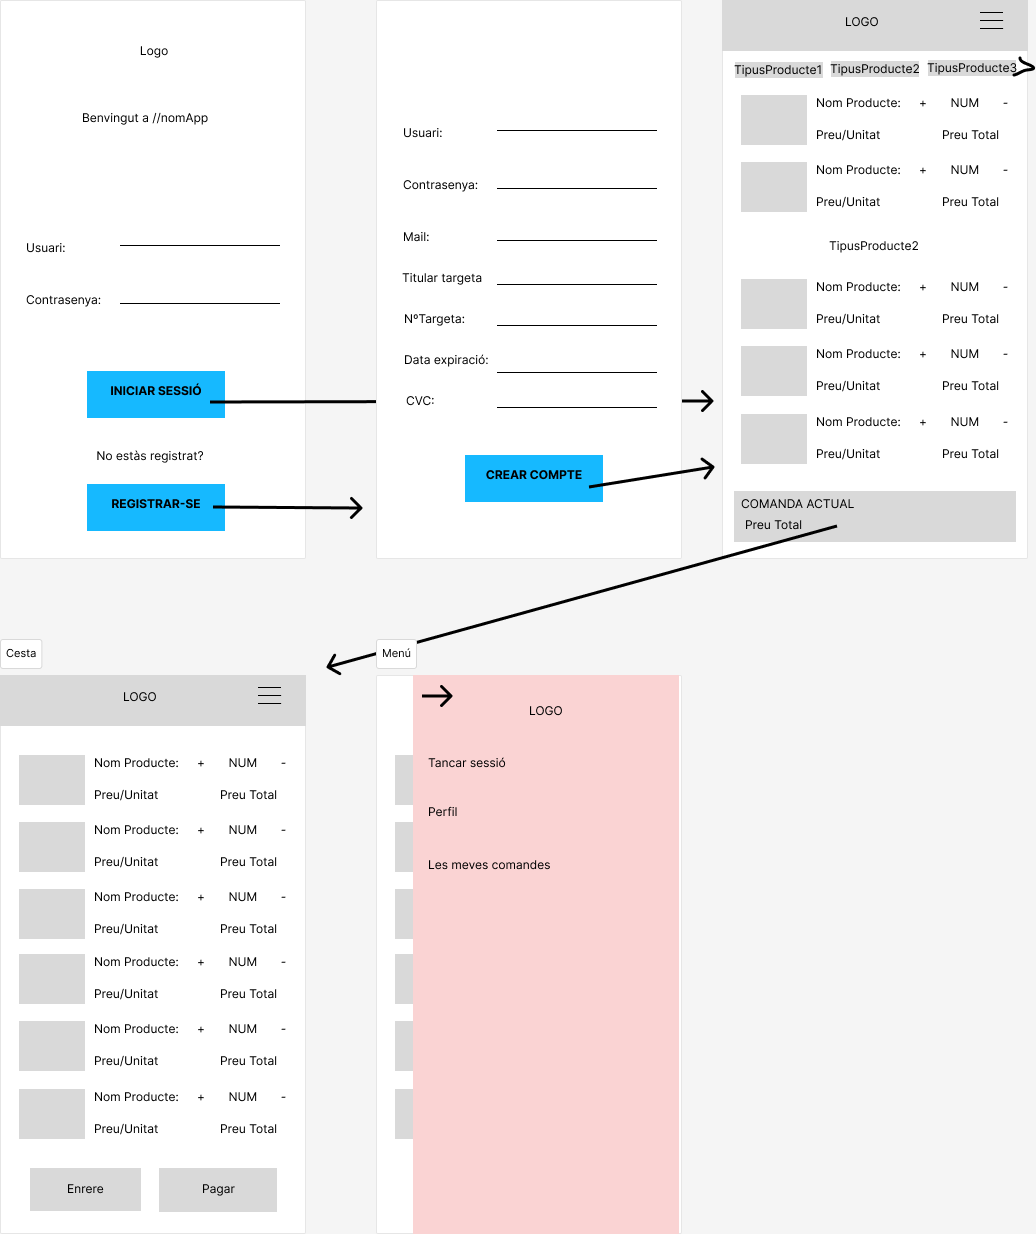 Logo
Benvingut a //nomApp
Usuari:
Contrasenya:
INICIAR SESSIÓ
No estàs registrat?
REGISTRAR-SE
Usuari:
Contrasenya:
Mail:
Titular targeta
NºTargeta:
Data expiració:
CVC:
CREAR COMPTE
LOGO
TipusProducte1 TipusProducte2 TipusProducte3
Nom Producte: + NUM -
Preu/Unitat Preu Total
Nom Producte: + NUM -
Preu/Unitat Preu Total
TipusProducte2
Nom Producte: + NUM -
Preu/Unitat Preu Total
Nom Producte: + NUM -
Preu/Unitat Preu Total
Nom Producte: + NUM -
Preu/Unitat Preu Total
COMANDA ACTUAL
Preu Total
Cesta
LOGO
Nom Producte: + NUM -
Preu/Unitat Preu Total
Nom Producte: + NUM -
Preu/Unitat Preu Total
Nom Producte: + NUM -
Preu/Unitat Preu Total
Nom Producte: + NUM -
Preu/Unitat Preu Total
Nom Producte: + NUM -
Preu/Unitat Preu Total
Nom Producte: + NUM -
Preu/Unitat Preu Total
Enrere Pagar
Menú
LOGO
Tancar sessió
Perfil
Les meves comandes